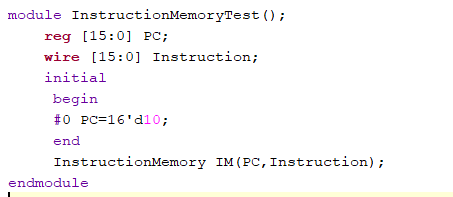 module InstructionMemoryTest();
    reg [15:0] PC;
    wire [15:0] Instruction;
    initial
     begin
     #0 PC=16'd10;
     end
     InstructionMemory IM(PC,Instruction);
endmodule